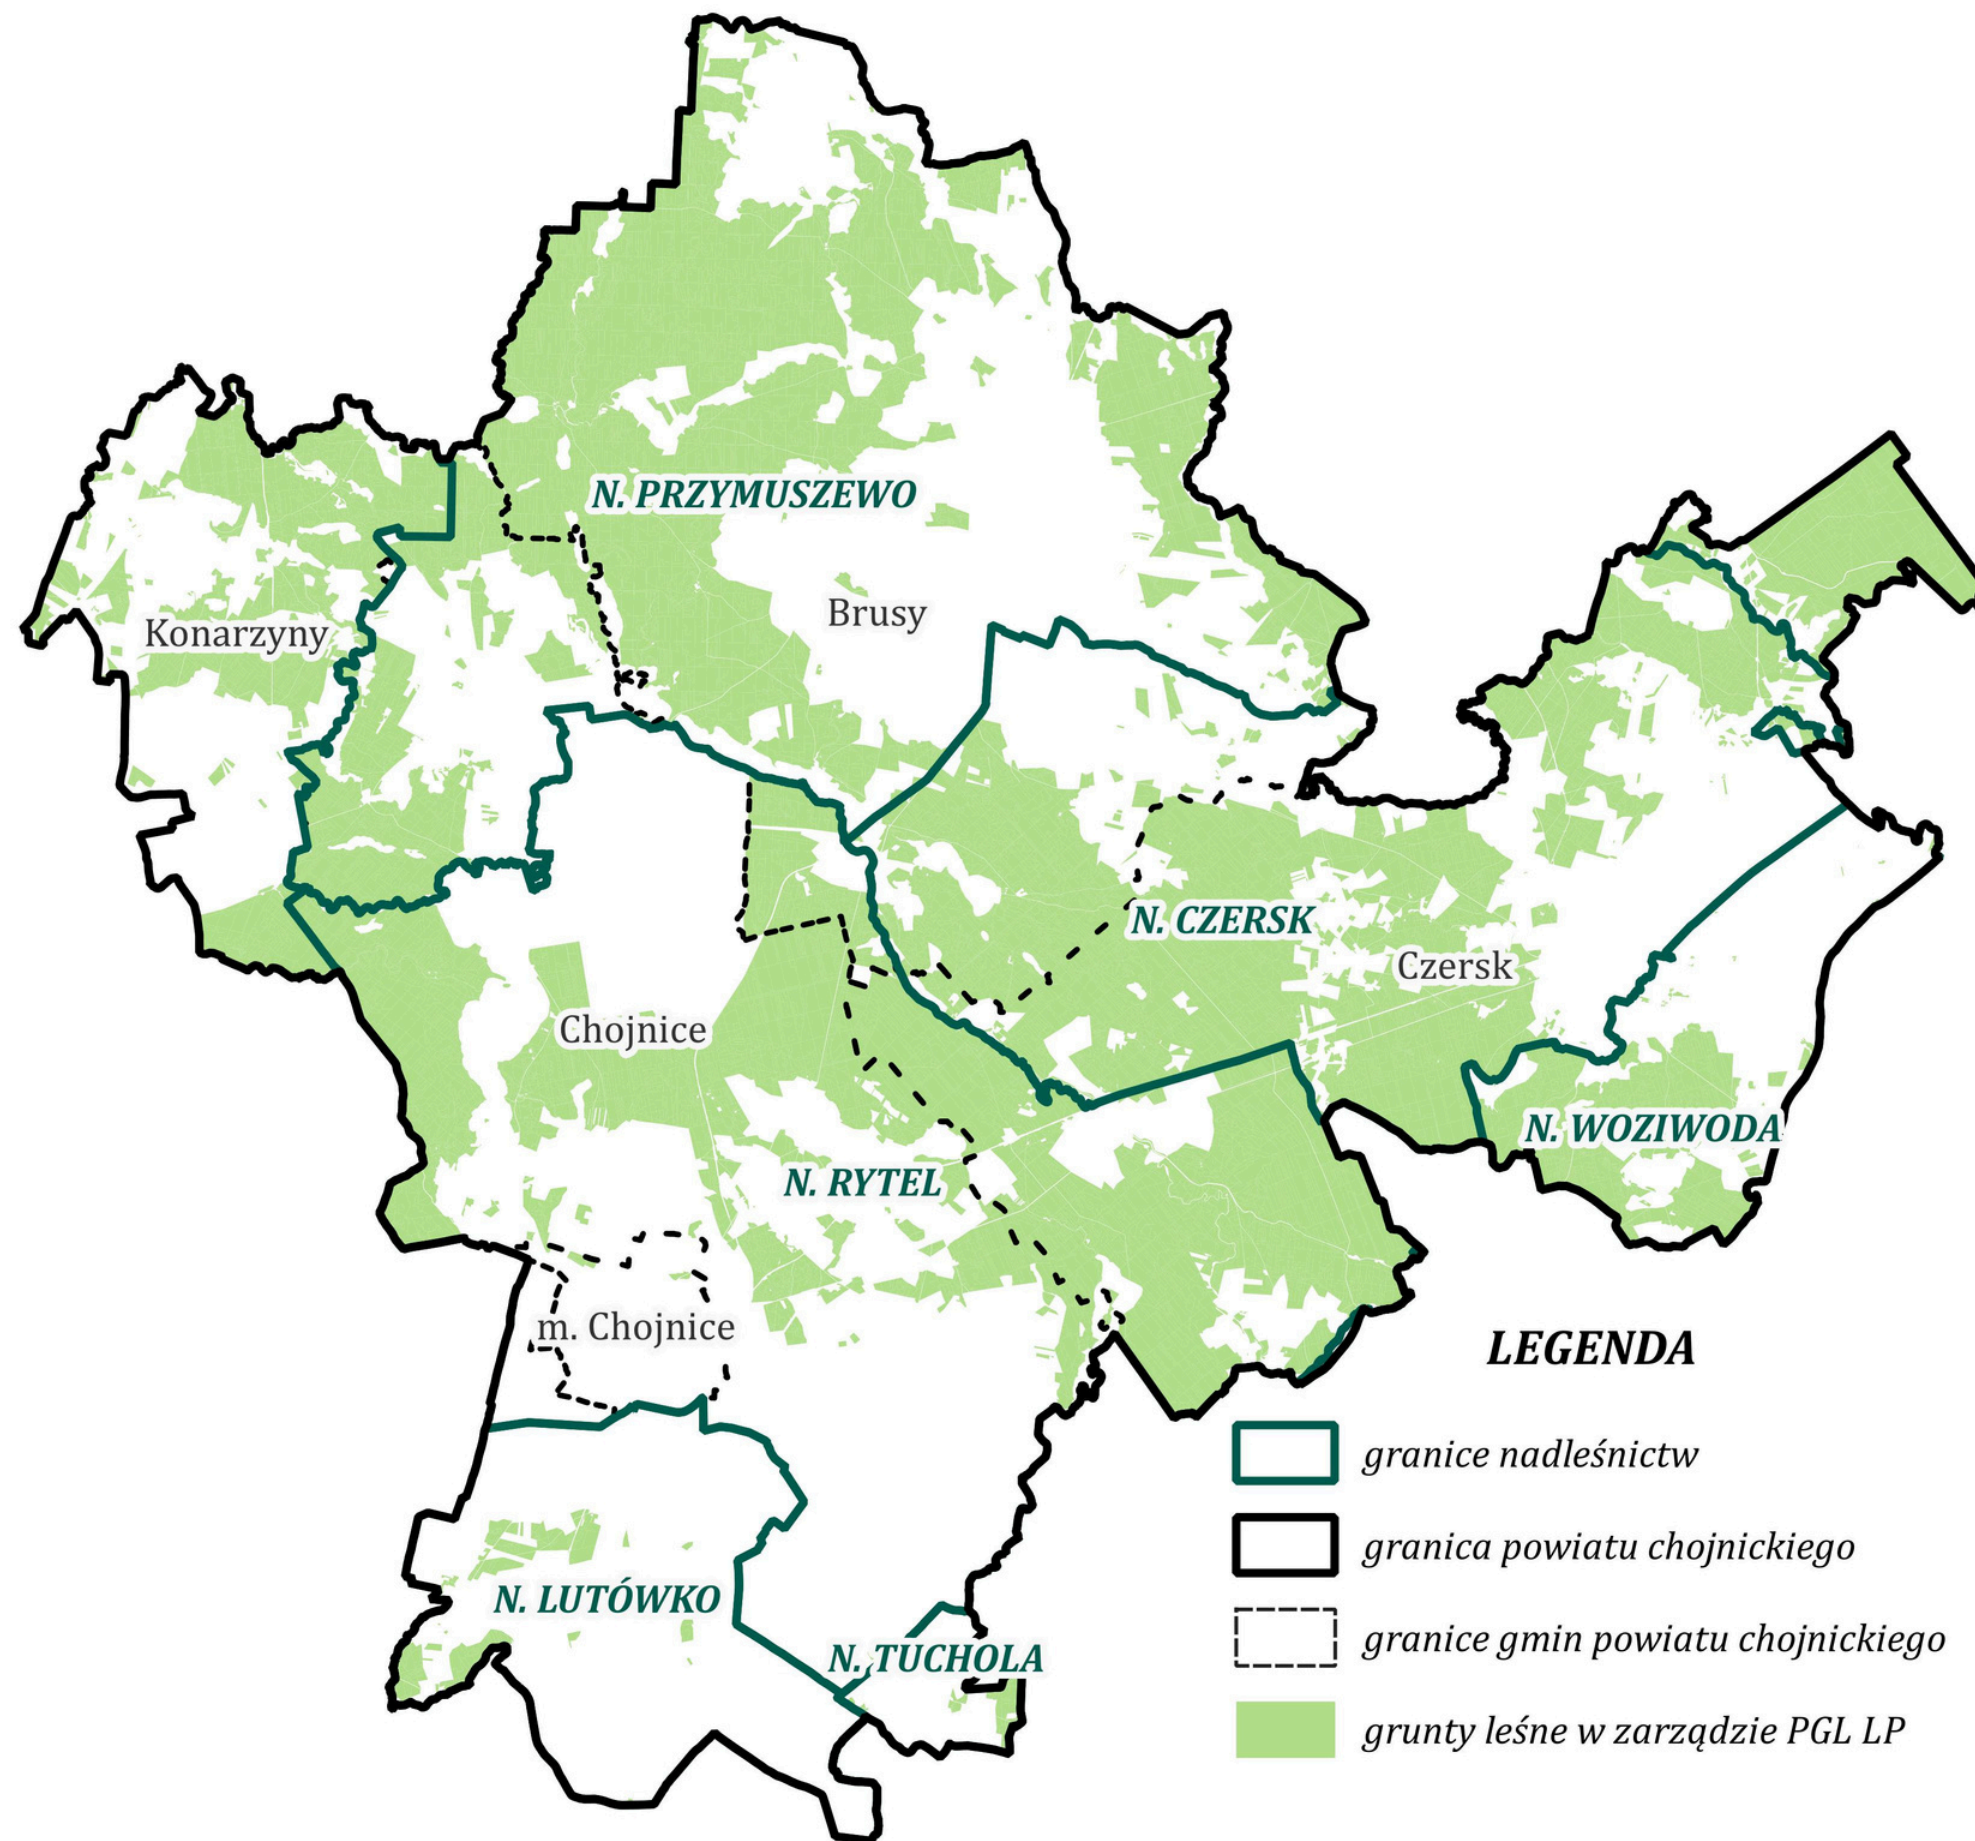 N. PRZYMUSZEWO
Brusy
Konarzyny
N. CZERSK
Czersk
Chojnice
N. WOZIWODA
N. RYTEL
m. Chojnice
N. LUTÓWKO
N. TUCHOLA
LEGENDA
granice nadleśnictw
granica powiatu chojnickiego
granice gmin powiatu chojnickiego
grunty leśne w zarządzie PGL LP